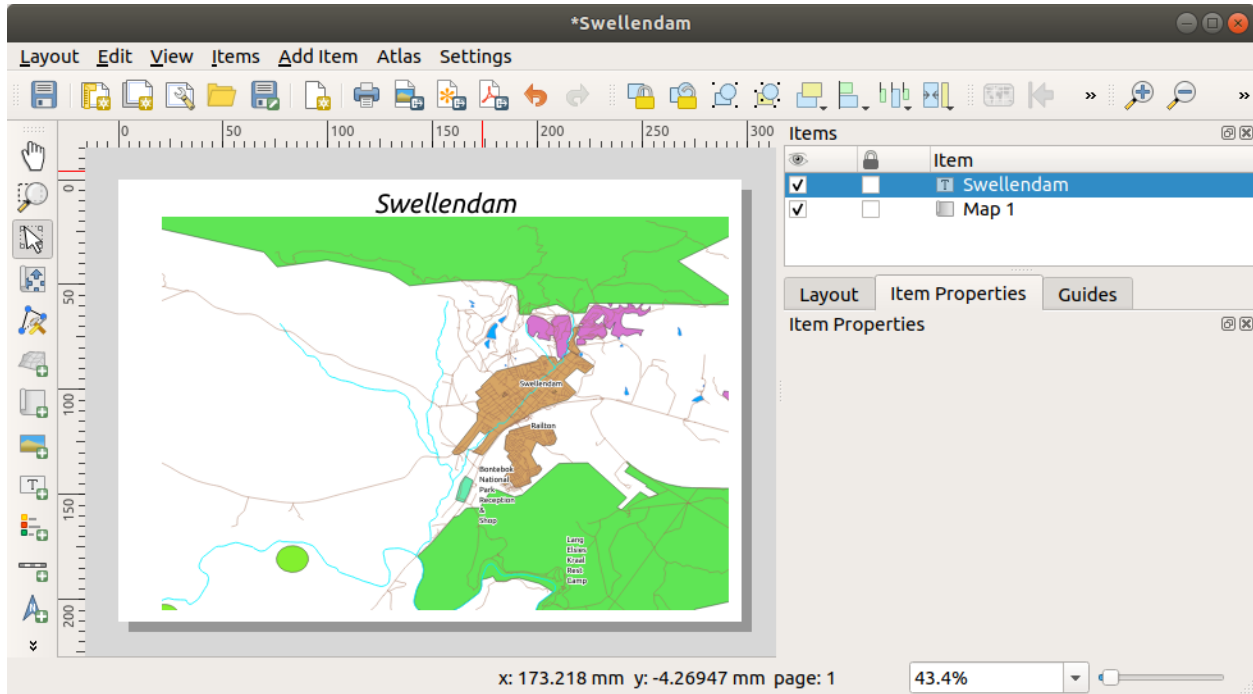 *Swellendam
Layout Edit View Items Add Item Atlas Settings
» »
0 50 100 150 200 250 300
Items
Item
Swellendam
Map 1
Layout Item Properties Guides
Item Properties
0
50
100
150
200
Swellendam
Swellendam
Railton
Bontebok
National
Park
Reception
&
Shop
Lang
Elsen
Kraal
Rest
Camp
x: 173.218 mm y: -4.26947 mm page: 1 43.4%